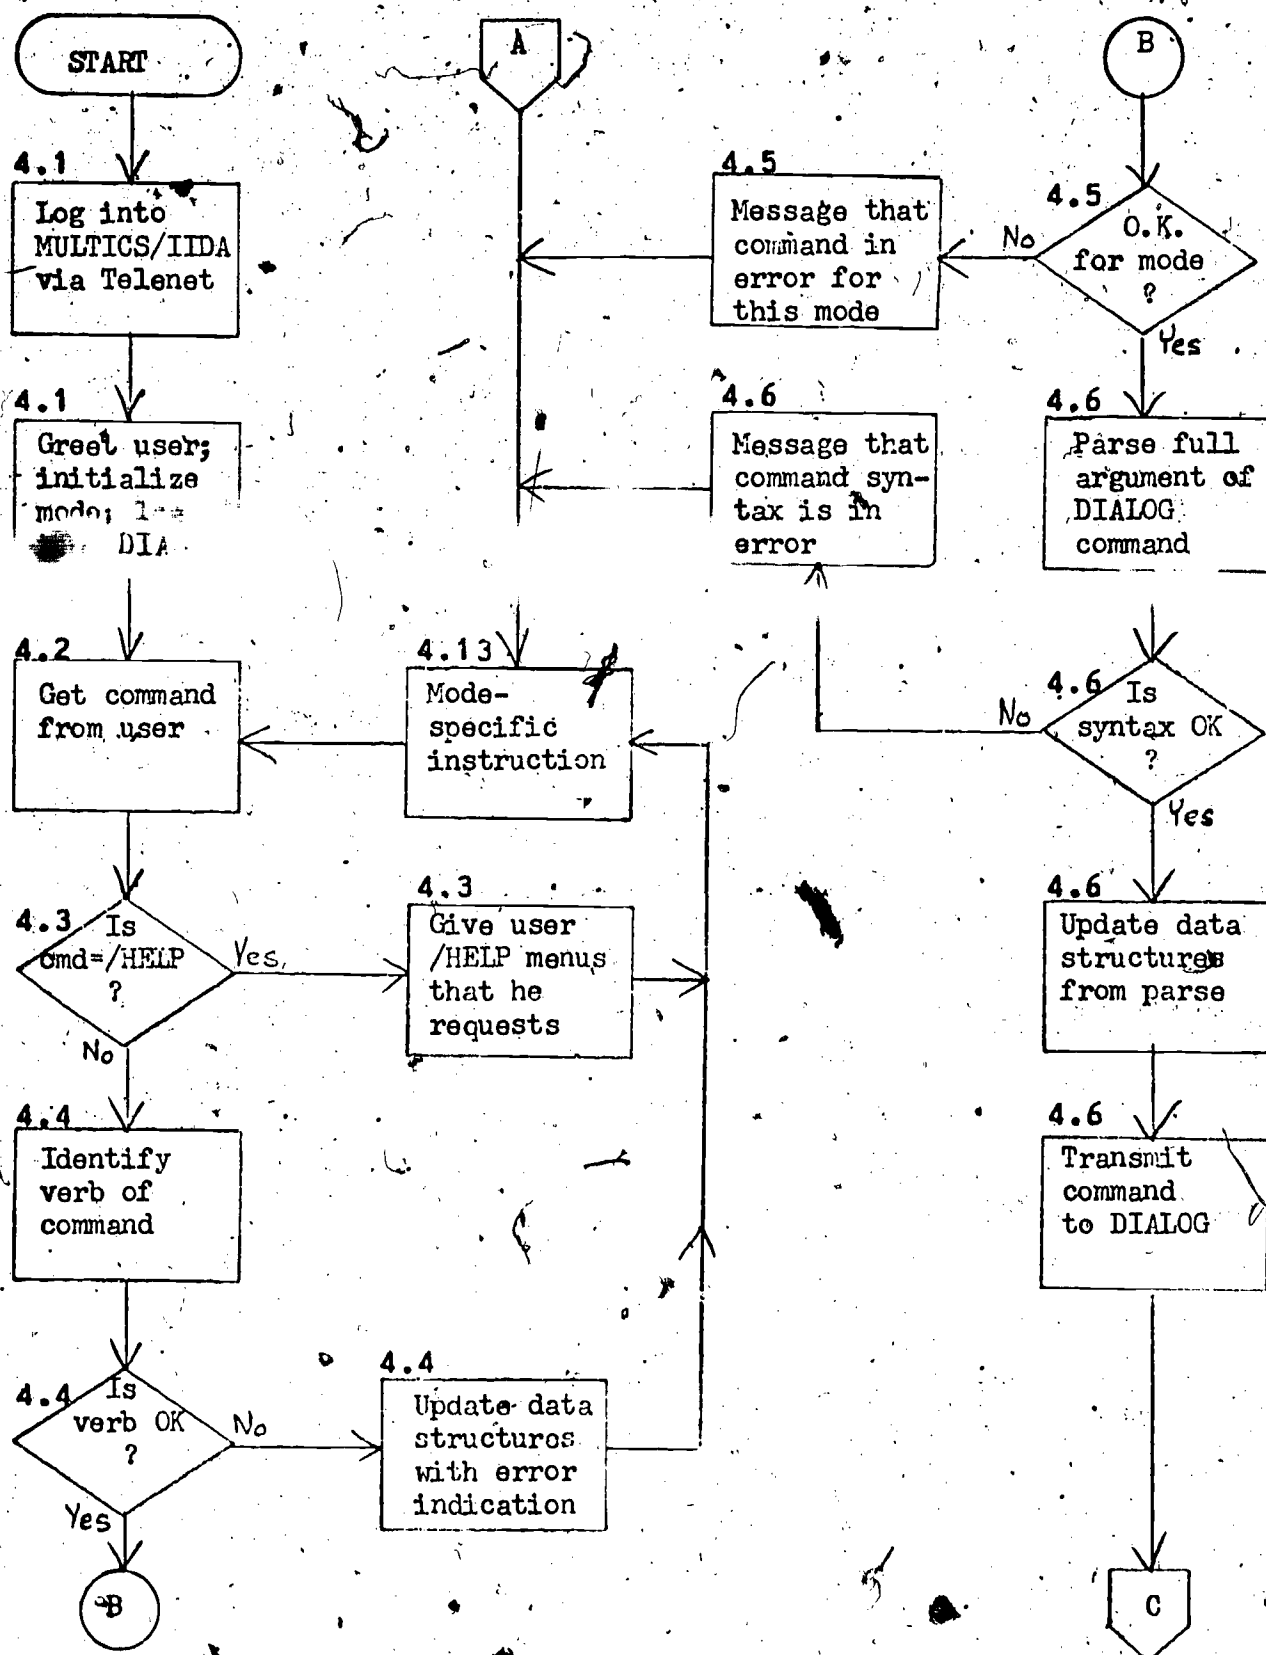 START
4.1
Log into
MULTICS/IIDA
via Telenet
4.1
Greet user;
initialize
mode;
4.2
Get command
from user
4.3
Is
cmd=/HELP
?
Yes
No
4.4
Identify
verb of
command
4.4
Is
verb OK
?
No
Yes
B
A
4.13
Mode-
specific
instruction
4.3
Give user
/HELP menus
that he
requests
4.4
Update data
structures
with error
indication
4.5
Message that
command in
error for
this mode
4.6
Message that
command syn-
tax is in
error
B
4.5
O.K.
for mode
?
No
Yes
4.6
Parse full
argument of
DIALOG
command
4.6
Is
syntax OK
?
No
Yes
4.6
Update data
structures
from parse
4.6
Transmit
command
to DIALOG
C